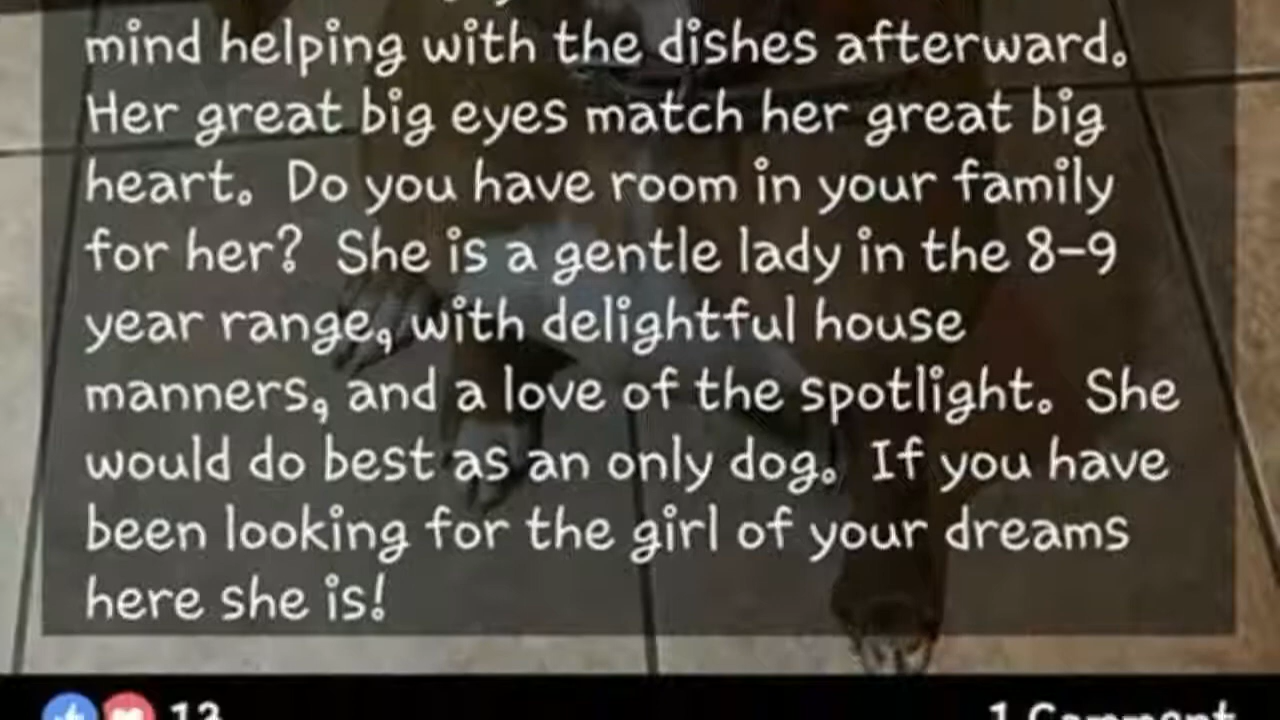 mind helping with the dishes afterward.
Her great big eyes match her great big
heart.  Do you have room in your family
for her?  She is a gentle lady in the 8-9
year range, with delightful house
manners, and a love of the spotlight.  She
would do best as an only dog.  If you have
been looking for the girl of your dreams
here she is!
13 1 Comment